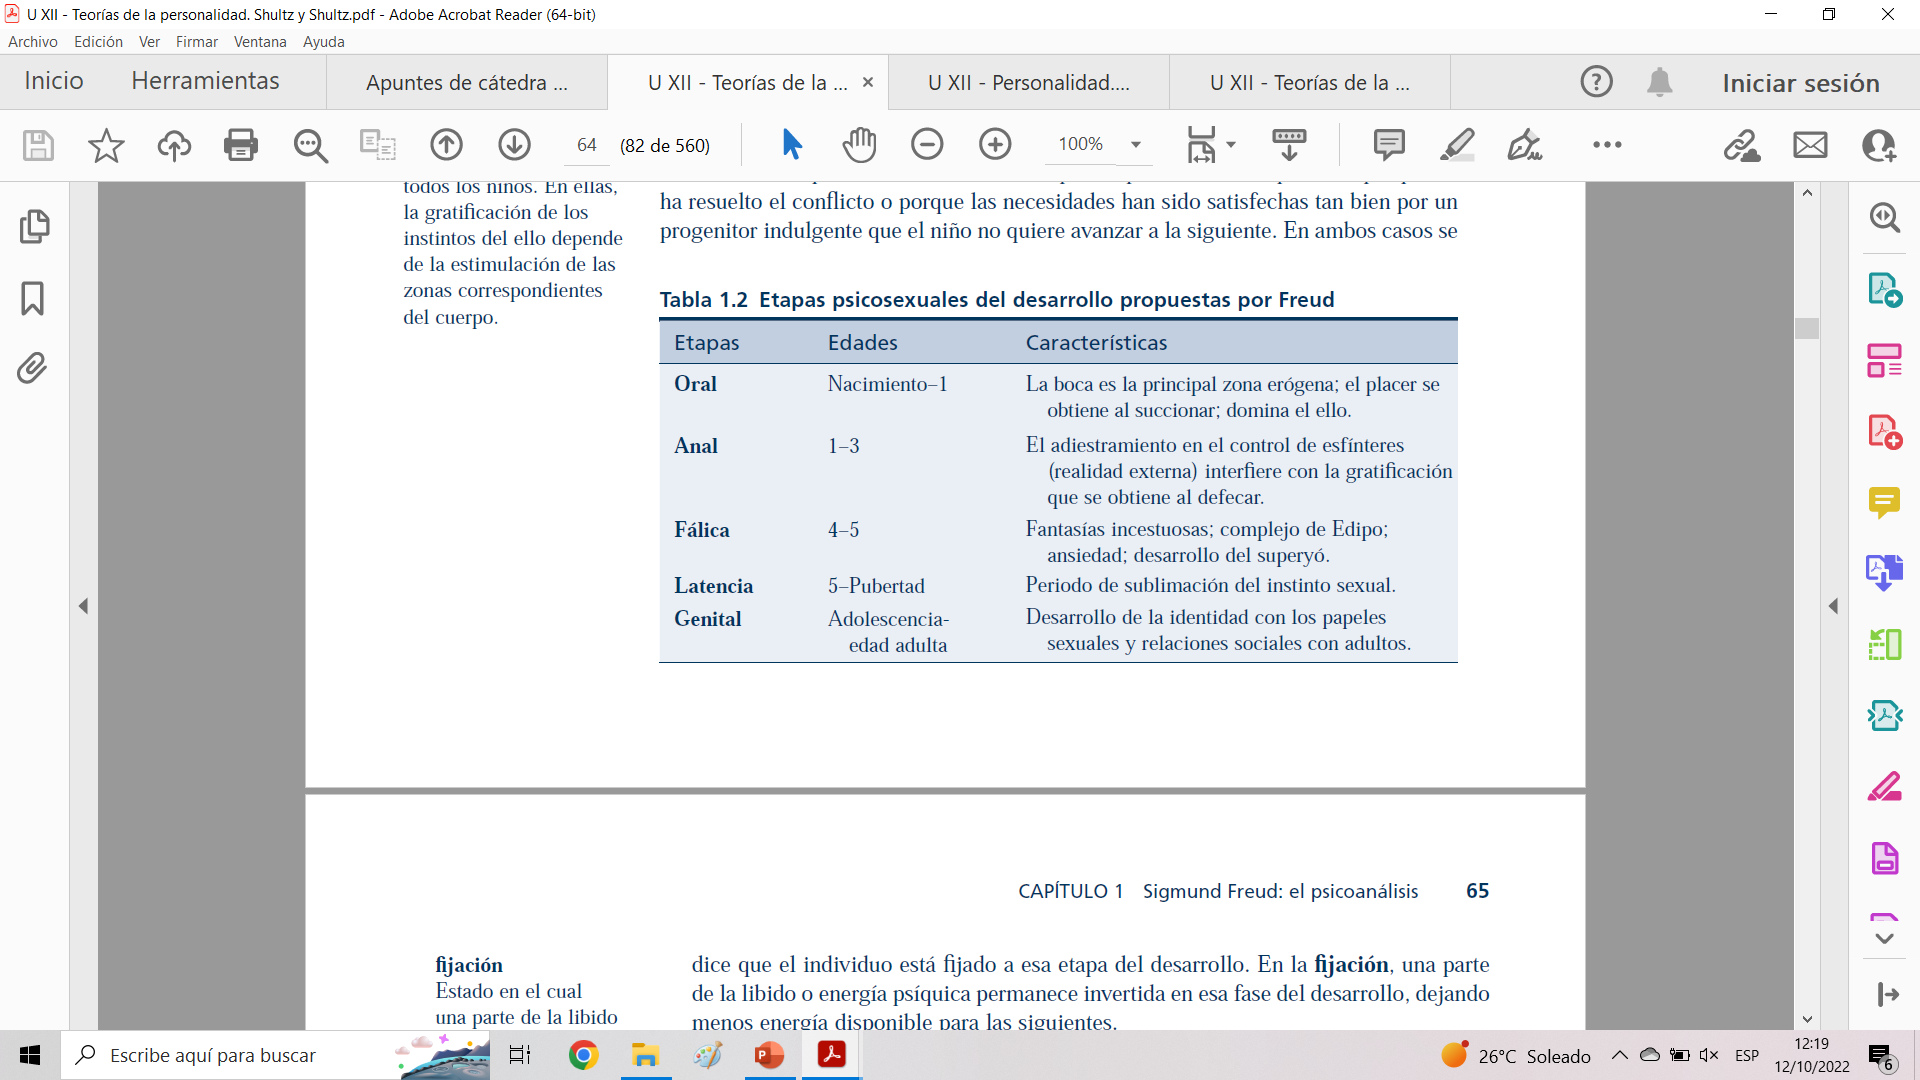 U XII - Teorías de la personalidad. Shultz y Shultz.pdf - Adobe Acrobat Reader (64-bit)
Archivo Edición Ver Firmar Ventana Ayuda
Inicio Herramientas Apuntes de cátedra ... U XII - Teorías de la ... × U XII - Personalidad.... U XII - Teorías de la ... Iniciar sesión
64 (82 de 560) 100%
todos los niños. En ellas,
la gratificación de los
instintos del ello depende
de la estimulación de las
zonas correspondientes
del cuerpo.
ha resuelto el conflicto o porque las necesidades han sido satisfechas tan bien por un
progenitor indulgente que el niño no quiere avanzar a la siguiente. En ambos casos se
Tabla 1.2 Etapas psicosexuales del desarrollo propuestas por Freud
Etapas Edades Características
Oral Nacimiento–1 La boca es la principal zona erógena; el placer se
obtiene al succionar; domina el ello.
Anal 1–3 El adiestramiento en el control de esfínteres
(realidad externa) interfiere con la gratificación
que se obtiene al defecar.
Fálica 4–5 Fantasías incestuosas; complejo de Edipo;
ansiedad; desarrollo del superyó.
Latencia 5–Pubertad Periodo de sublimación del instinto sexual.
Genital Adolescencia- Desarrollo de la identidad con los papeles
edad adulta sexuales y relaciones sociales con adultos.
CAPÍTULO 1 Sigmund Freud: el psicoanálisis 65
fijación
Estado en el cual
una parte de la libido
dice que el individuo está fijado a esa etapa del desarrollo. En la fijación, una parte
de la libido o energía psíquica permanece invertida en esa fase del desarrollo, dejando
menos energía disponible para las siguientes.
Escribe aquí para buscar
26°C Soleado ESP 12:19
12/10/2022 6